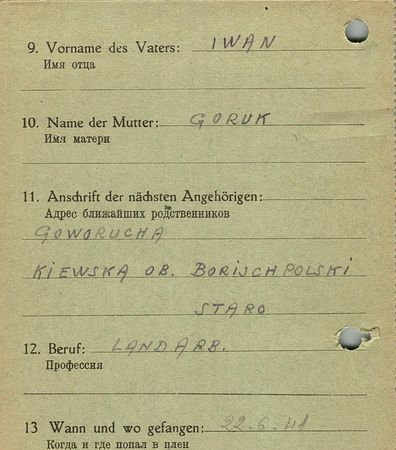 9. Vorname des Vaters: IWAN
Имя отца
10. Name der Mutter: GORUK
Имя матери
11. Anschrift der nächsten Angehörigen:
Адрес ближайших родственников
GOWORUCHA
KIEWSKA OB. BORISCHPOLSKI
STARO
12. Beruf: LANDARB.
Профессия
13 Wann und wo gefangen: 22.6.41
Когда и где попал в плен